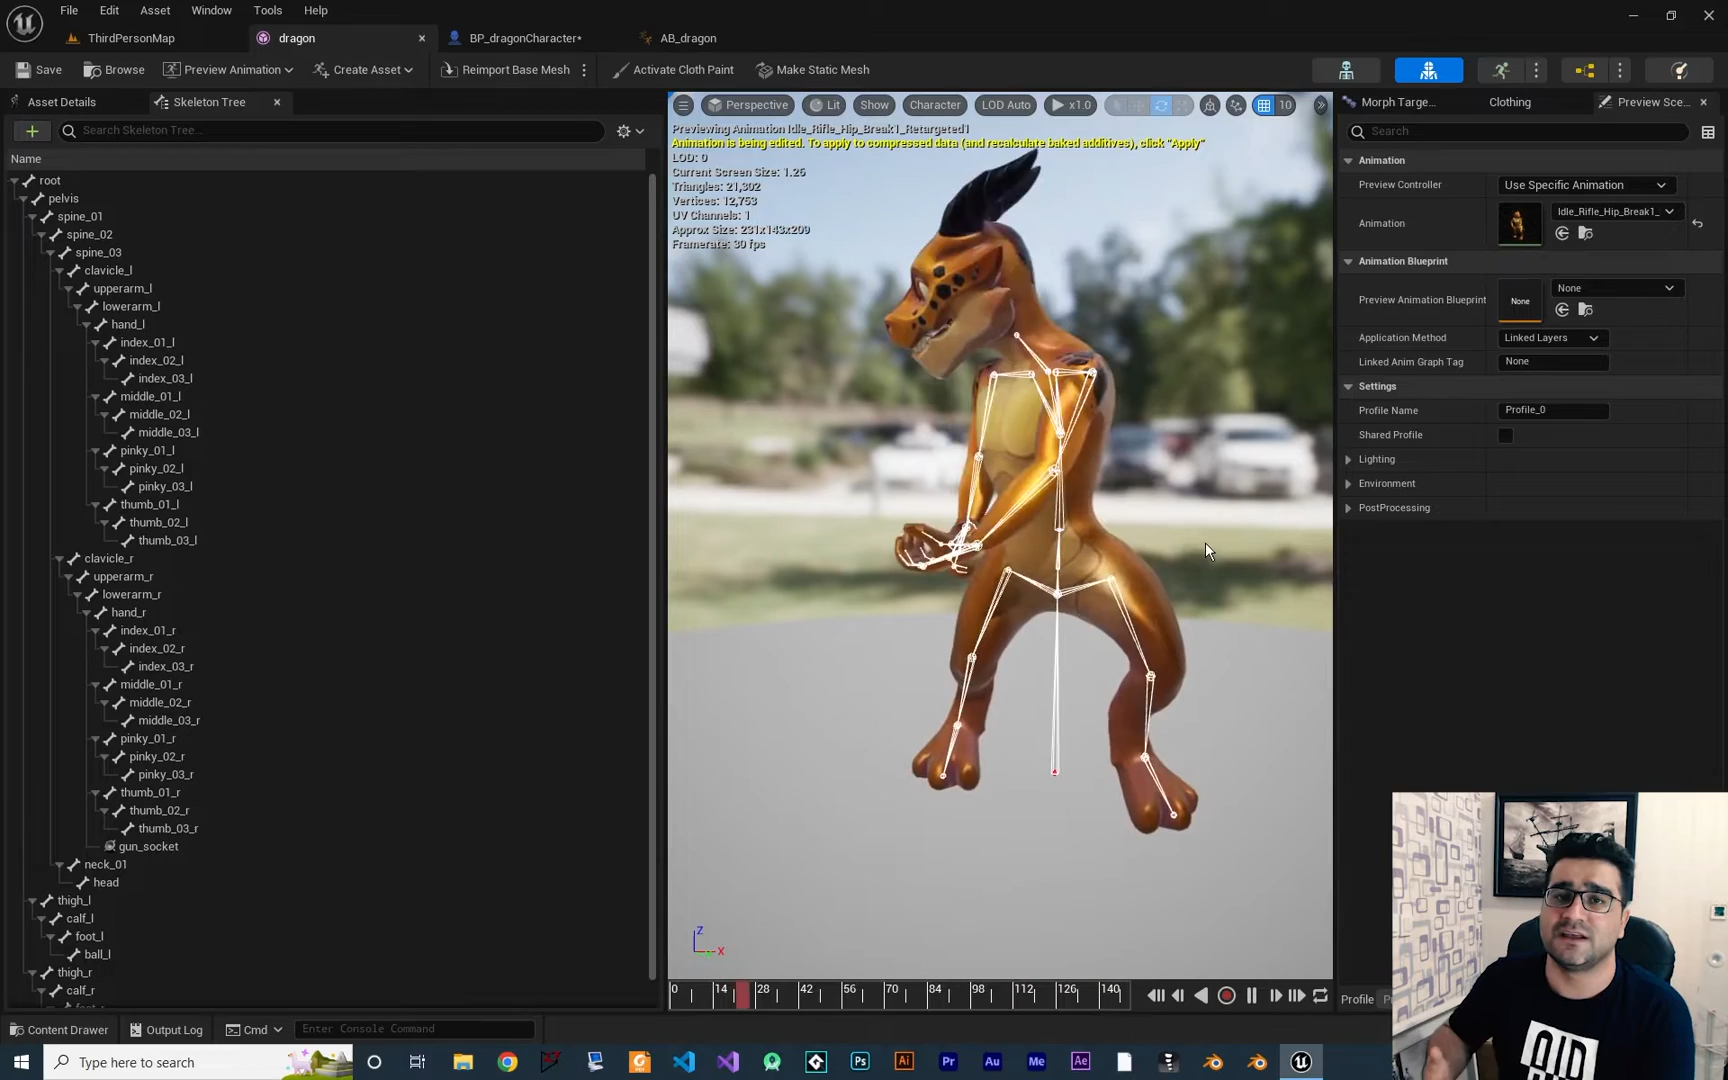 File Edit Asset Window Tools Help
ThirdPersonMap dragon BP_dragonCharacter* AB_dragon
Save Browse Preview Animation Create Asset Reimport Base Mesh Activate Cloth Paint Make Static Mesh
Asset Details Skeleton Tree
Search Skeleton Tree...
Name
root
pelvis
spine_01
spine_02
spine_03
clavicle_l
upperarm_l
lowerarm_l
hand_l
index_01_l
index_02_l
index_03_l
middle_01_l
middle_02_l
middle_03_l
pinky_01_l
pinky_02_l
pinky_03_l
thumb_01_l
thumb_02_l
thumb_03_l
clavicle_r
upperarm_r
lowerarm_r
hand_r
index_01_r
index_02_r
index_03_r
middle_01_r
middle_02_r
middle_03_r
pinky_01_r
pinky_02_r
pinky_03_r
thumb_01_r
thumb_02_r
thumb_03_r
gun_socket
neck_01
head
thigh_l
calf_l
foot_l
ball_l
thigh_r
calf_r
Perspective Lit Show Character LOD Auto x1.0 10
Previewing Animation Idle_Rifle_Hip_Break1_Retargeted1
Animation is being edited. To apply to compressed data (and recalculate baked additives), click "Apply"
LOD: 0
Current Screen Size: 1.26
Triangles: 21,302
Vertices: 12,753
UV Channels: 1
Approx Size: 231x143x209
Framerate: 30 fps
Z
X
0 14 28 42 56 70 84 98 112 126 140
Morph Targe... Clothing Preview Sce...
Search
Animation
Preview Controller Use Specific Animation
Animation Idle_Rifle_Hip_Break1_
Animation Blueprint
Preview Animation Blueprint None None
Application Method Linked Layers
Linked Anim Graph Tag None
Settings
Profile Name Profile_0
Shared Profile
Lighting
Environment
PostProcessing
Profile
Content Drawer Output Log Cmd Enter Console Command
Type here to search
Ps Ai Pr Au Me Ae